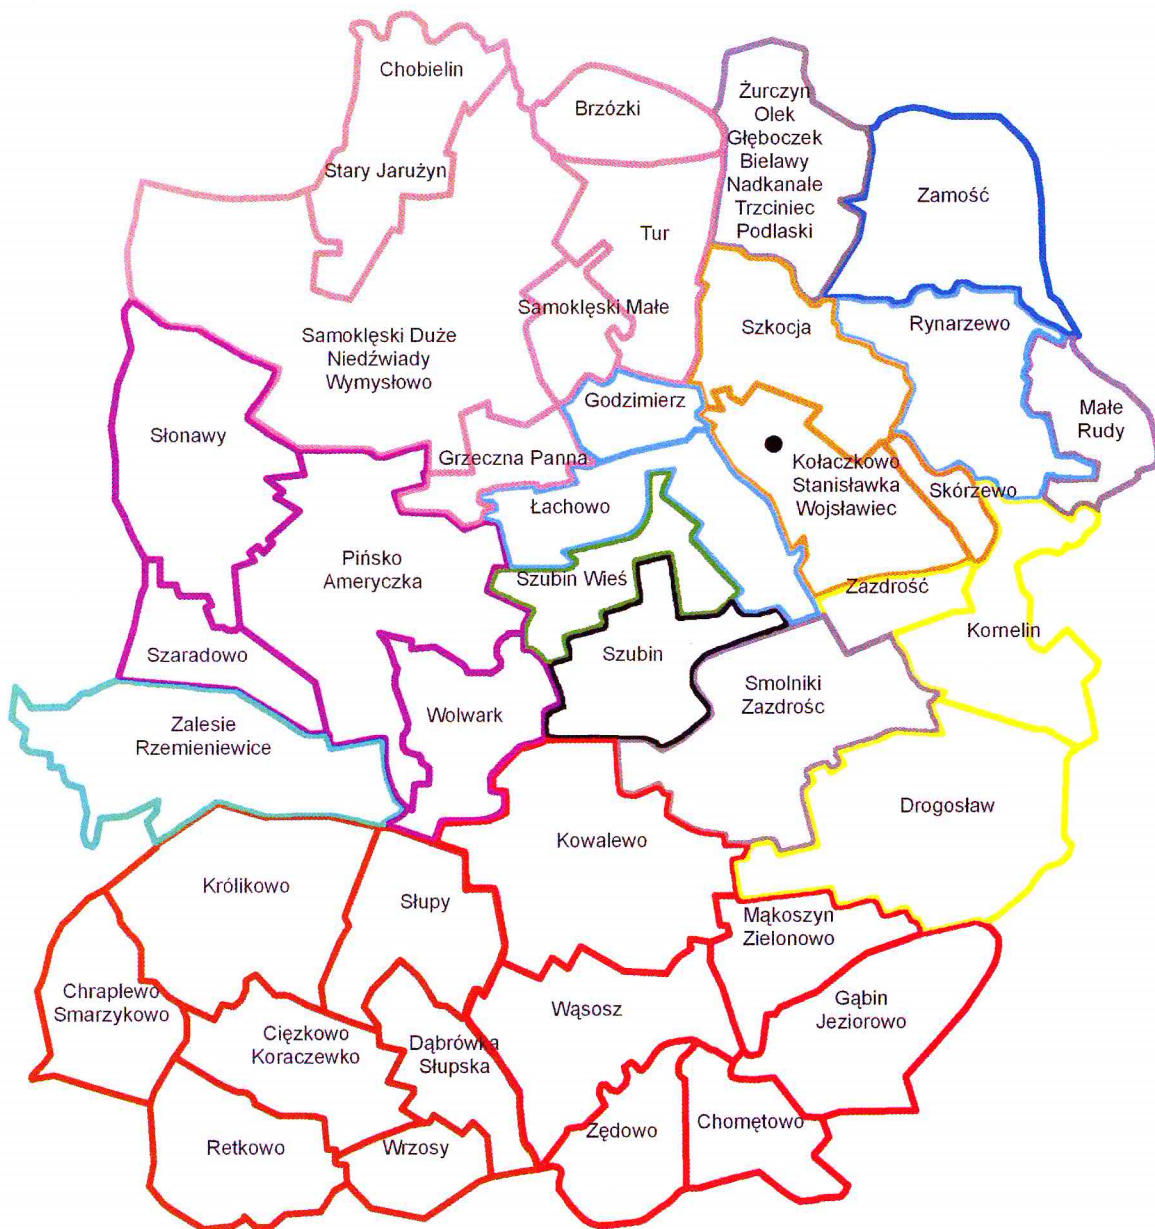 Chobielin
Brzózki
Żurczyn
Olek
Głęboczek
Bielawy
Nadkanale
Trzciniec
Podlaski
Stary Jarużyn
Zamość
Tur
Samoklęski Małe
Szkocja
Rynarzewo
Samoklęski Duże
Niedźwiady
Wymysłowo
Godzimierz
Małe
Rudy
Słonawy
Grzeczna Panna
Kołaczkowo
Stanisławka
Wojsławiec
Skórzewo
Łachowo
Pińsko
Ameryczka
Szubin Wieś
Zazdrość
Kornelin
Szaradowo
Szubin
Smolniki
Zazdrośc
Wolwark
Zalesie
Rzemieniewice
Drogosław
Kowalewo
Królikowo
Słupy
Mąkoszyn
Zielonowo
Chraplewo
Smarzykowo
Gąbin
Jeziorowo
Wąsosz
Cięzkowo
Koraczewko
Dąbrówka
Słupska
Chomętowo
Zędowo
Retkowo
Wrzosy